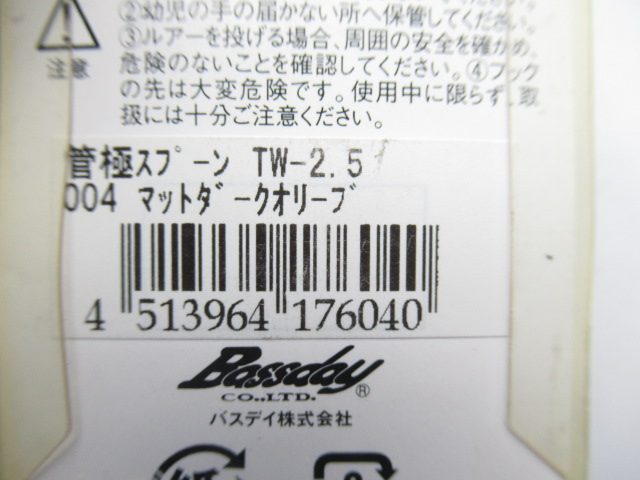 ②幼児の手の届かない所へ保管してください。
③ルアーを投げる場合、周囲の安全を確かめ、
危険のないことを確認してください。④フック
の先は大変危険です。使用中に限らず、取
扱には十分ご注意ください。
注意
管極スプーン TW-2.5
004 マットダークオリーブ
4 513964 176040
Bassday
CO.,LTD.
バスデイ株式会社
紙